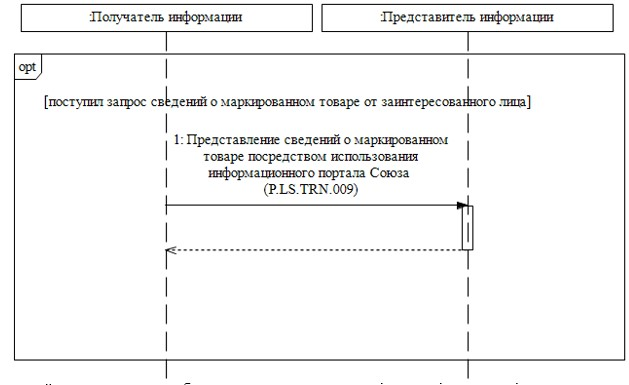 :Получатель информации
:Представитель информации
opt
[поступил запрос сведений о маркированном товаре от заинтересованного лица]
1: Представление сведений о маркированном
товаре посредством использования
информационного портала Союза
(P.LS.TRN.009)